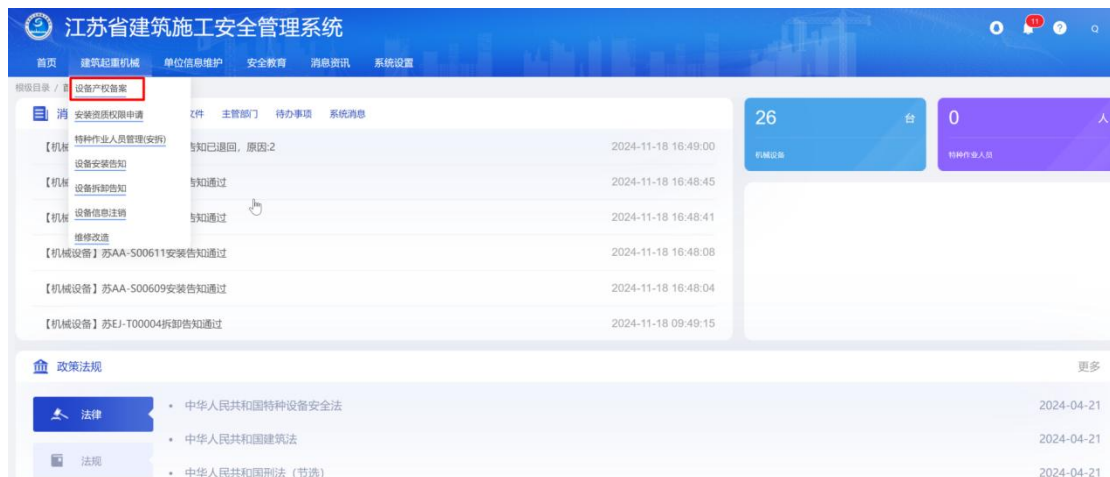 江苏省建筑施工安全管理系统
11
首页 建筑起重机械 单位信息维护 安全教育 消息资讯 系统设置
根级目录 / 首
设备产权备案
消 文件 主管部门 待办事项 系统消息
安装资质权限申请
特种作业人员管理(安拆)
设备安装告知
设备拆卸告知
设备信息注销
维修改造
【机械 告知已退回，原因:2 2024-11-18 16:49:00
【机械 告知通过 2024-11-18 16:48:45
【机械 告知通过 2024-11-18 16:48:41
【机械设备】苏AA-S00611安装告知通过 2024-11-18 16:48:08
【机械设备】苏AA-S00609安装告知通过 2024-11-18 16:48:04
【机械设备】苏EJ-T00004拆卸告知通过 2024-11-18 09:49:15
26 台
机械设备
0 人
特种作业人员
政策法规 更多
法律
法规
• 中华人民共和国特种设备安全法 2024-04-21
• 中华人民共和国建筑法 2024-04-21
• 中华人民共和国刑法（节选） 2024-04-21